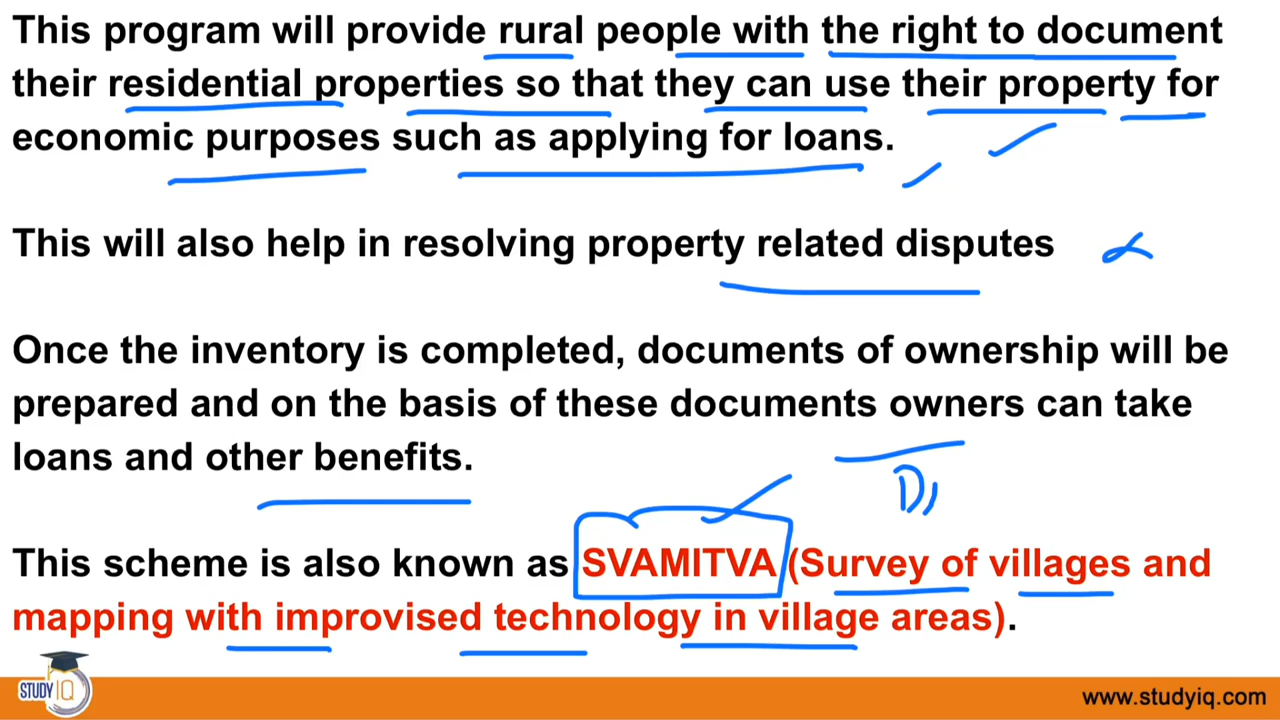 This program will provide rural people with the right to document
their residential properties so that they can use their property for
economic purposes such as applying for loans.
This will also help in resolving property related disputes
Once the inventory is completed, documents of ownership will be
prepared and on the basis of these documents owners can take
loans and other benefits.
This scheme is also known as SVAMITVA (Survey of villages and
mapping with improvised technology in village areas).
STUDY IQ
www.studyiq.com